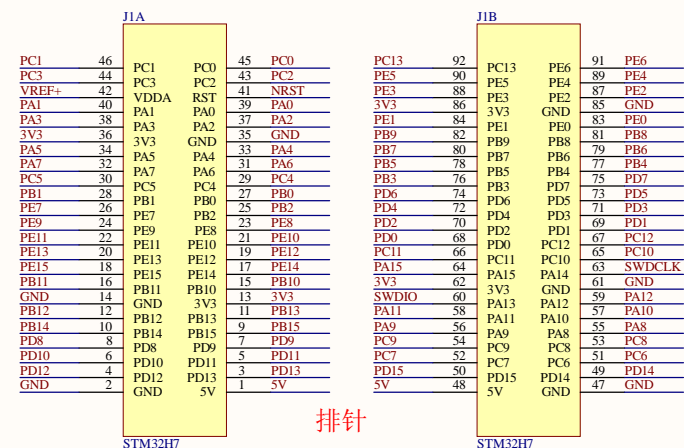 J1A J1B
PC1 46 PC1 PC0 45 PC0 PC13 92 PC13 PE6 91 PE6
PC3 44 PC3 PC2 43 PC2 PE5 90 PE5 PE4 89 PE4
VREF+ 42 VDDA RST 41 NRST PE3 88 PE3 PE2 87 PE2
PA1 40 PA1 PA0 39 PA0 3V3 86 3V3 GND 85 GND
PA3 38 PA3 PA2 37 PA2 PE1 84 PE1 PE0 83 PE0
3V3 36 3V3 GND 35 GND PB9 82 PB9 PB8 81 PB8
PA5 34 PA5 PA4 33 PA4 PB7 80 PB7 PB6 79 PB6
PA7 32 PA7 PA6 31 PA6 PB5 78 PB5 PB4 77 PB4
PC5 30 PC5 PC4 29 PC4 PB3 76 PB3 PD7 75 PD7
PB1 28 PB1 PB0 27 PB0 PD6 74 PD6 PD5 73 PD5
PE7 26 PE7 PB2 25 PB2 PD4 72 PD4 PD3 71 PD3
PE9 24 PE9 PE8 23 PE8 PD2 70 PD2 PD1 69 PD1
PE11 22 PE11 PE10 21 PE10 PD0 68 PD0 PC12 67 PC12
PE13 20 PE13 PE12 19 PE12 PC11 66 PC11 PC10 65 PC10
PE15 18 PE15 PE14 17 PE14 PA15 64 PA15 PA14 63 SWDCLK
PB11 16 PB11 PB10 15 PB10 3V3 62 3V3 GND 61 GND
GND 14 GND 3V3 13 3V3 SWDIO 60 PA13 PA12 59 PA12
PB12 12 PB12 PB13 11 PB13 PA11 58 PA11 PA10 57 PA10
PB14 10 PB14 PB15 9 PB15 PA9 56 PA9 PA8 55 PA8
PD8 8 PD8 PD9 7 PD9 PC9 54 PC9 PC8 53 PC8
PD10 6 PD10 PD11 5 PD11 PC7 52 PC7 PC6 51 PC6
PD12 4 PD12 PD13 3 PD13 PD15 50 PD15 PD14 49 PD14
GND 2 GND 5V 1 5V 5V 48 5V GND 47 GND
排针
STM32H7 STM32H7